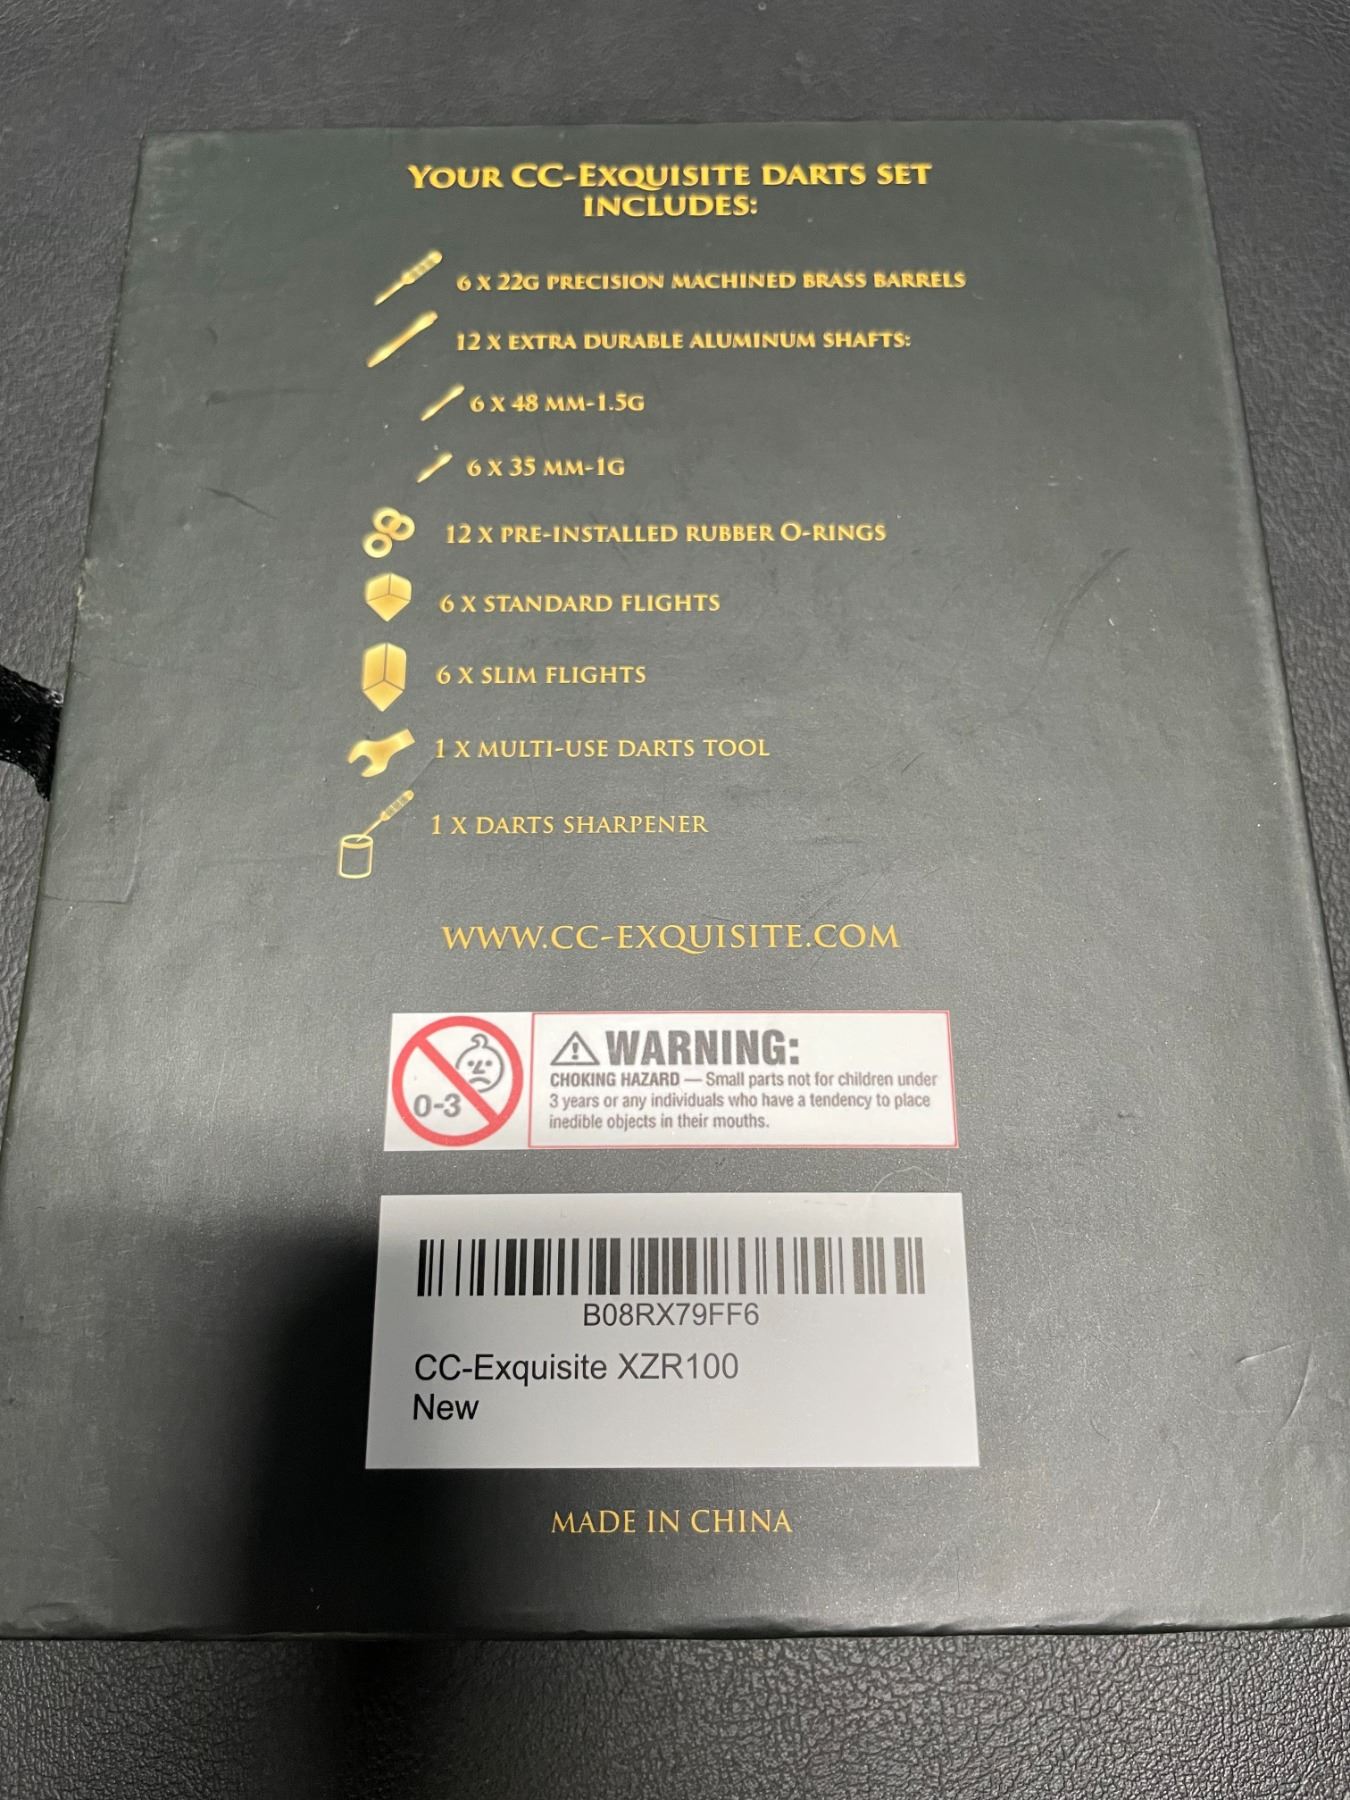 YOUR CC-EXQUISITE DARTS SET
INCLUDES:
6 X 22G PRECISION MACHINED BRASS BARRELS
12 X EXTRA DURABLE ALUMINUM SHAFTS:
6 X 48 MM-1.5G
6 X 35 MM-1G
12 X PRE-INSTALLED RUBBER O-RINGS
6 X STANDARD FLIGHTS
6 X SLIM FLIGHTS
1 X MULTI-USE DARTS TOOL
1 X DARTS SHARPENER
WWW.CC-EXQUISITE.COM
0-3
WARNING:
CHOKING HAZARD — Small parts not for children under
3 years or any individuals who have a tendency to place
inedible objects in their mouths.
B08RX79FF6
CC-Exquisite XZR100
New
MADE IN CHINA